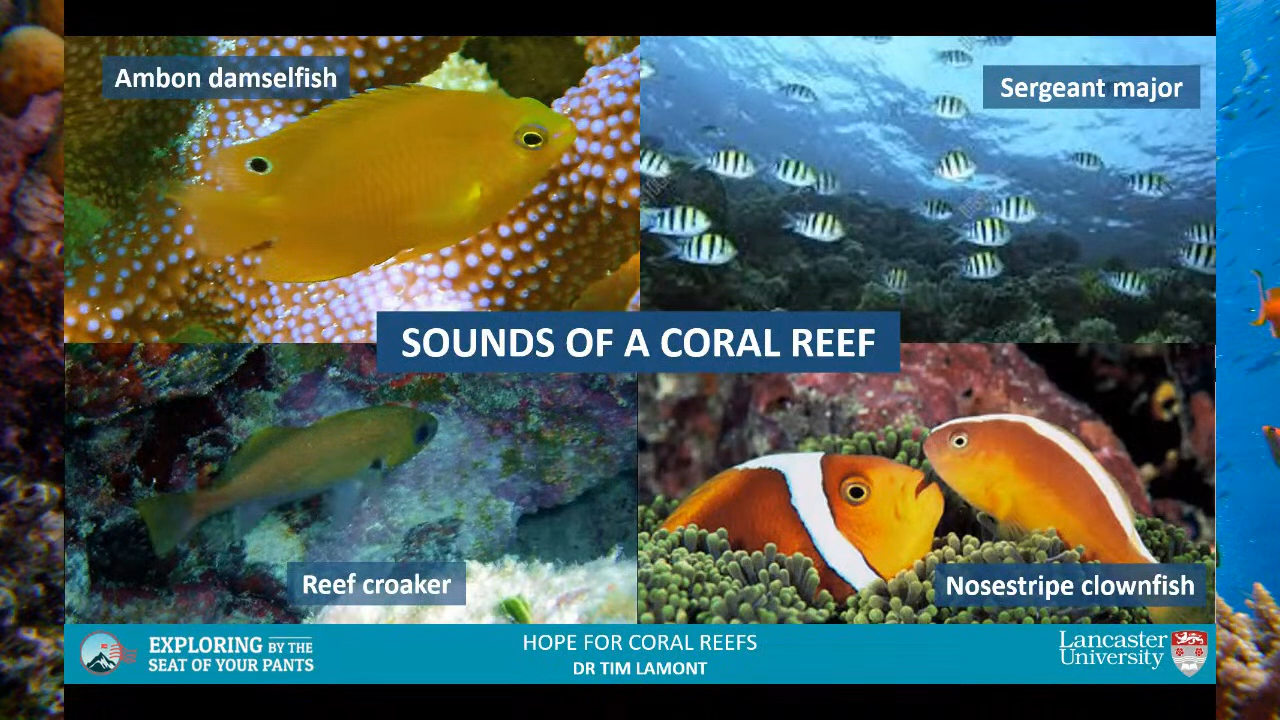 Ambon damselfish
Sergeant major
SOUNDS OF A CORAL REEF
Reef croaker
Nosestripe clownfish
EXPLORING BY THE
SEAT OF YOUR PANTS
HOPE FOR CORAL REEFS
DR TIM LAMONT
Lancaster
University